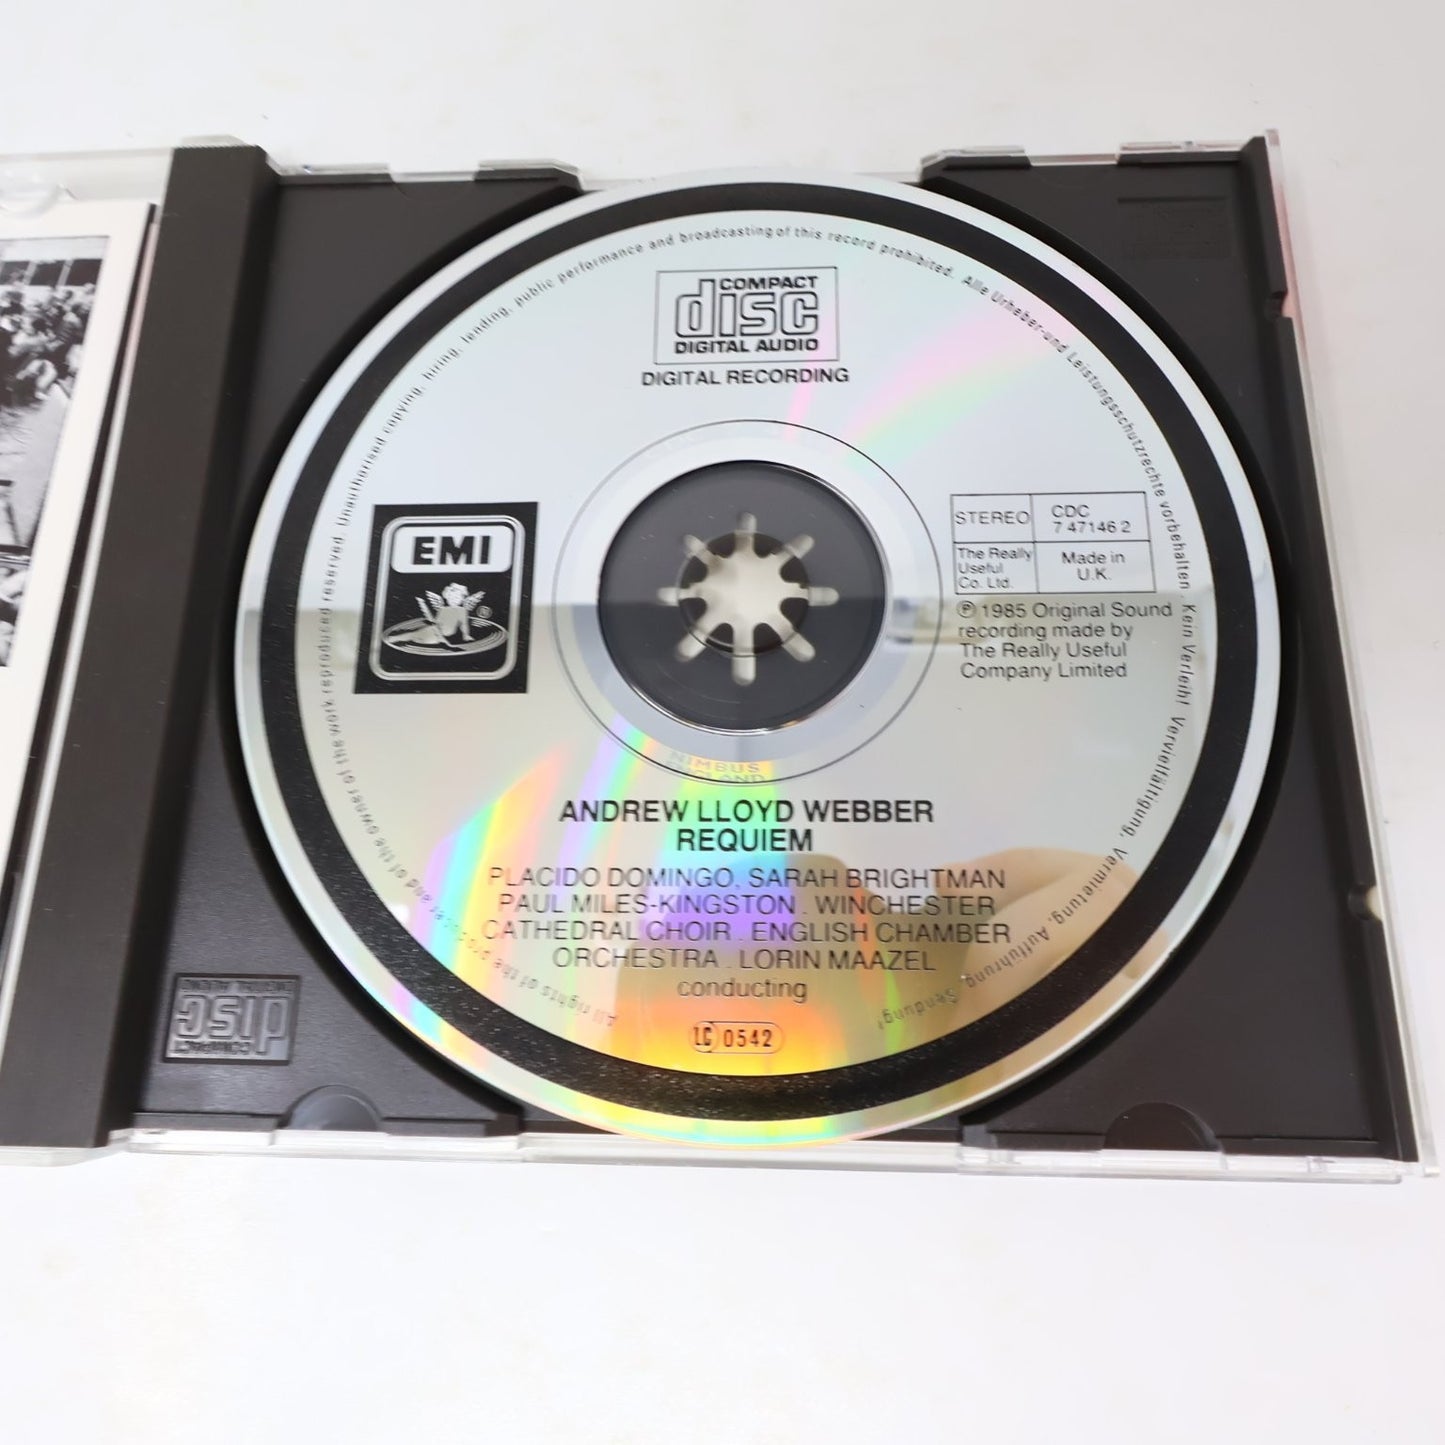 COMPACT
disc
DIGITAL AUDIO
DIGITAL RECORDING
EMI
®
STEREO
CDC
7 47146 2
The Really
Useful
Co. Ltd.
Made in
U.K.
℗ 1985 Original Sound
recording made by
The Really Useful
Company Limited
NIMBUS
ENGLAND
ANDREW LLOYD WEBBER
REQUIEM
PLACIDO DOMINGO, SARAH BRIGHTMAN
PAUL MILES-KINGSTON . WINCHESTER
CATHEDRAL CHOIR . ENGLISH CHAMBER
ORCHESTRA . LORIN MAAZEL
conducting
LC 0542
All rights of the producer and of the owner of the work reproduced reserved. Unauthorised copying, hiring, lending, public performance and broadcasting of this record prohibited. Alle Urheber-und Leistungsschutzrechte vorbehalten. Kein Verleih! Vervielfältigung, Vermietung, Aufführung, Sendung!
COMPACT
disc
DIGITAL AUDIO